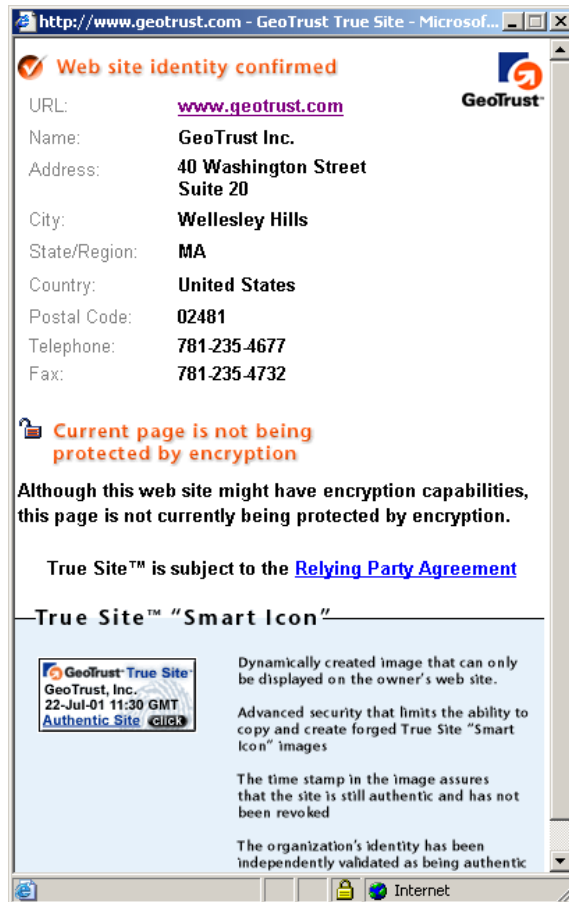 http://www.geotrust.com - GeoTrust True Site - Microsof...
Web site identity confirmed
GeoTrust
URL: www.geotrust.com
Name: GeoTrust Inc.
Address: 40 Washington Street
Suite 20
City: Wellesley Hills
State/Region: MA
Country: United States
Postal Code: 02481
Telephone: 781-235-4677
Fax: 781-235-4732
Current page is not being
protected by encryption
Although this web site might have encryption capabilities,
this page is not currently being protected by encryption.
True Site™ is subject to the Relying Party Agreement
True Site™ "Smart Icon"
GeoTrust True Site
GeoTrust, Inc.
22-Jul-01 11:30 GMT
Authentic Site click
Dynamically created image that can only
be displayed on the owner's web site.
Advanced security that limits the ability to
copy and create forged True Site "Smart
Icon" images
The time stamp in the image assures
that the site is still authentic and has not
been revoked
The organization's identity has been
independently validated as being authentic
Internet